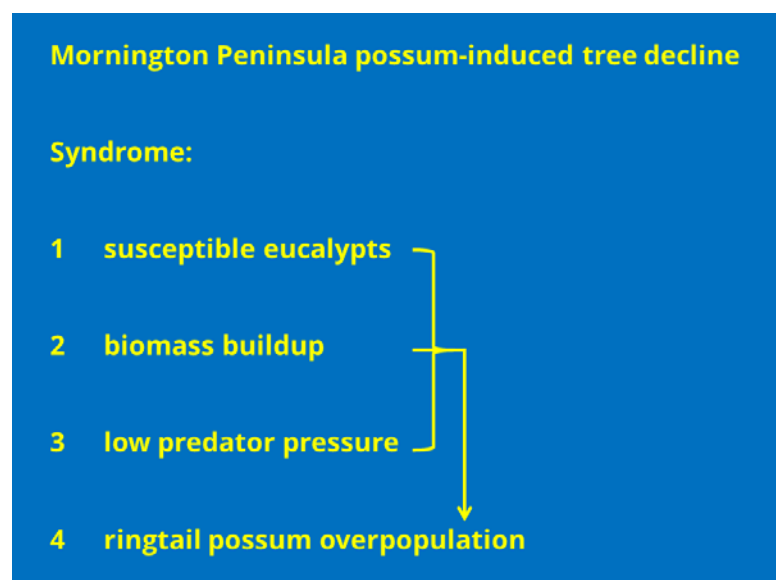 Mornington Peninsula possum-induced tree decline
Syndrome:
1 susceptible eucalypts
2 biomass buildup
3 low predator pressure
4 ringtail possum overpopulation